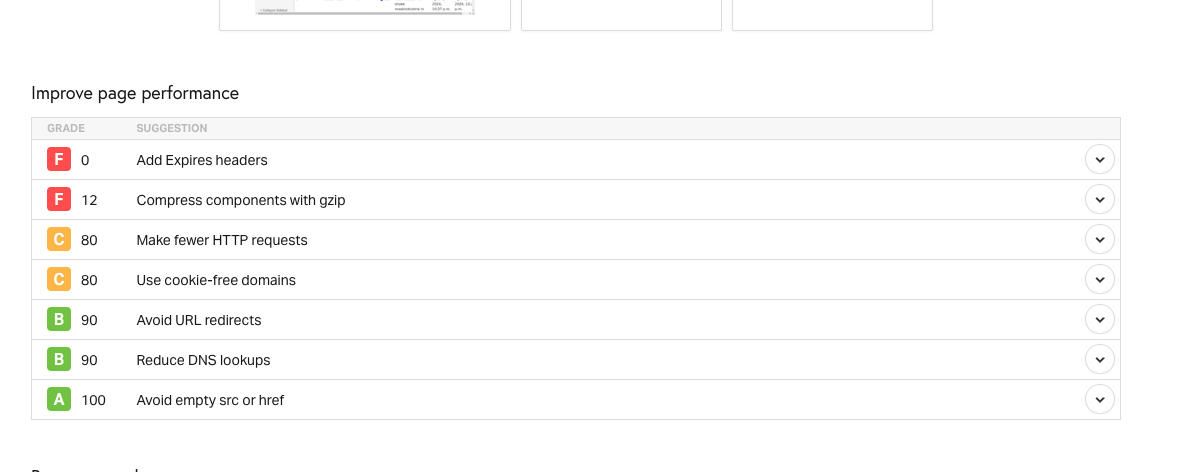 Improve page performance
GRADE SUGGESTION
F 0 Add Expires headers
F 12 Compress components with gzip
C 80 Make fewer HTTP requests
C 80 Use cookie-free domains
B 90 Avoid URL redirects
B 90 Reduce DNS lookups
A 100 Avoid empty src or href